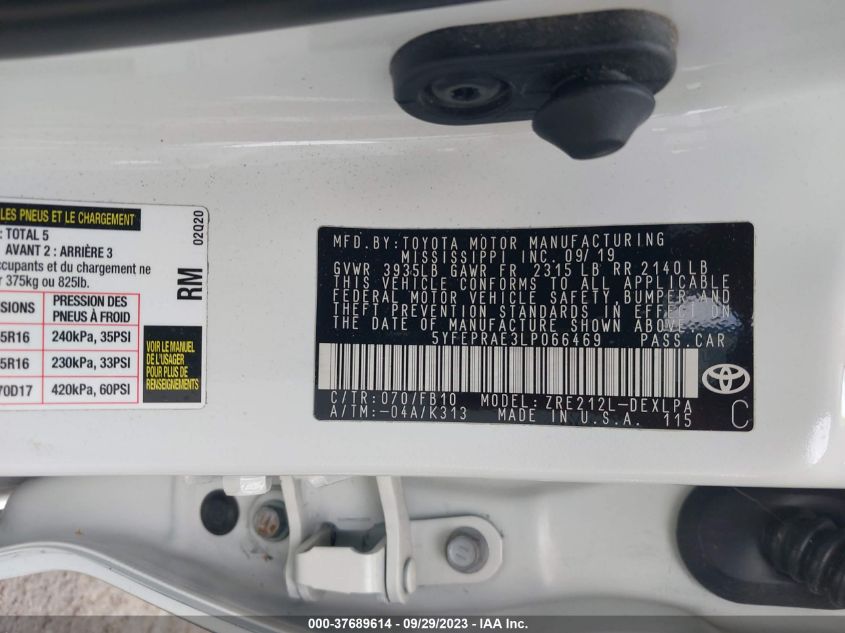 LES PNEUS ET LE CHARGEMENT
: TOTAL 5
AVANT 2 : ARRIÈRE 3
ccupants et du chargement ne
r 375kg ou 825lb.
SIONS
PRESSION DES
PNEUS À FROID
5R16
240kPa, 35PSI
5R16
230kPa, 33PSI
70D17
420kPa, 60PSI
02Q20
RM
VOIR LE MANUEL
DE L'USAGER
POUR PLUS DE
RENSEIGNEMENTS
MFD.BY:TOYOTA MOTOR MANUFACTURING
MISSISSIPPI INC. 09/19
GVWR 3935LB GAWR FR 2315 LB RR 2140 LB
THIS VEHICLE CONFORMS TO ALL APPLICABLE
FEDERAL MOTOR VEHICLE SAFETY, BUMPER AND
THEFT PREVENTION STANDARDS IN EFFECT ON
THE DATE OF MANUFACTURE SHOWN ABOVE.
5YFEPRAE3LP066469 PASS.CAR
C/TR:070/FB10 MODEL:ZRE212L-DEXLPA
A/TM:-04A/K313 MADE IN U.S.A. 115
C
000-37689614 - 09/29/2023 - IAA Inc.